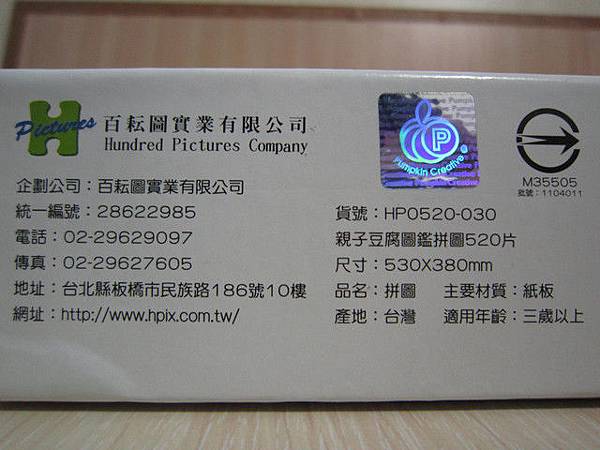 H
Pictures
百耘圖實業有限公司
Hundred Pictures Company
企劃公司：百耘圖實業有限公司
統一編號：28622985
電話：02-29629097
傳真：02-29627605
地址：台北縣板橋市民族路186號10樓
網址：http://www.hpix.com.tw/
P
Pumpkin Creative
M35505
批號：1104011
貨號：HP0520-030
親子豆腐圖鑑拼圖520片
尺寸：530X380mm
品名：拼圖　主要材質：紙板
產地：台灣　適用年齡：三歲以上